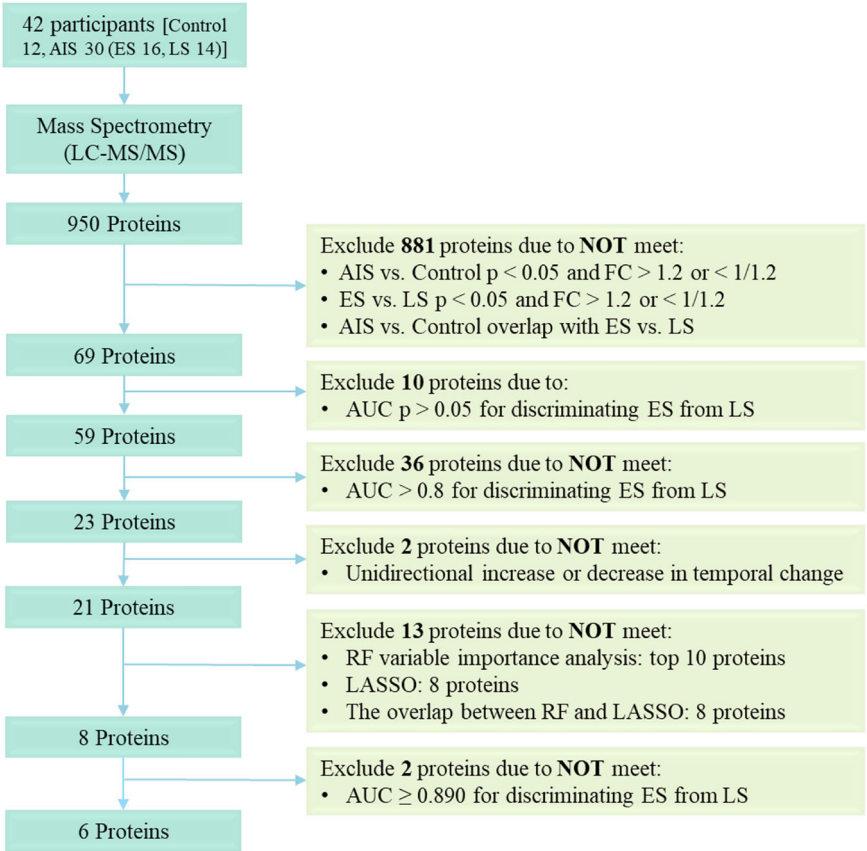 42 participants [Control
12, AIS 30 (ES 16, LS 14)]
Mass Spectrometry
(LC-MS/MS)
950 Proteins
Exclude 881 proteins due to NOT meet:
• AIS vs. Control p < 0.05 and FC > 1.2 or < 1/1.2
• ES vs. LS p < 0.05 and FC > 1.2 or < 1/1.2
• AIS vs. Control overlap with ES vs. LS
69 Proteins
Exclude 10 proteins due to:
• AUC p > 0.05 for discriminating ES from LS
59 Proteins
Exclude 36 proteins due to NOT meet:
• AUC > 0.8 for discriminating ES from LS
23 Proteins
Exclude 2 proteins due to NOT meet:
• Unidirectional increase or decrease in temporal change
21 Proteins
Exclude 13 proteins due to NOT meet:
• RF variable importance analysis: top 10 proteins
• LASSO: 8 proteins
• The overlap between RF and LASSO: 8 proteins
8 Proteins
Exclude 2 proteins due to NOT meet:
• AUC ≥ 0.890 for discriminating ES from LS
6 Proteins